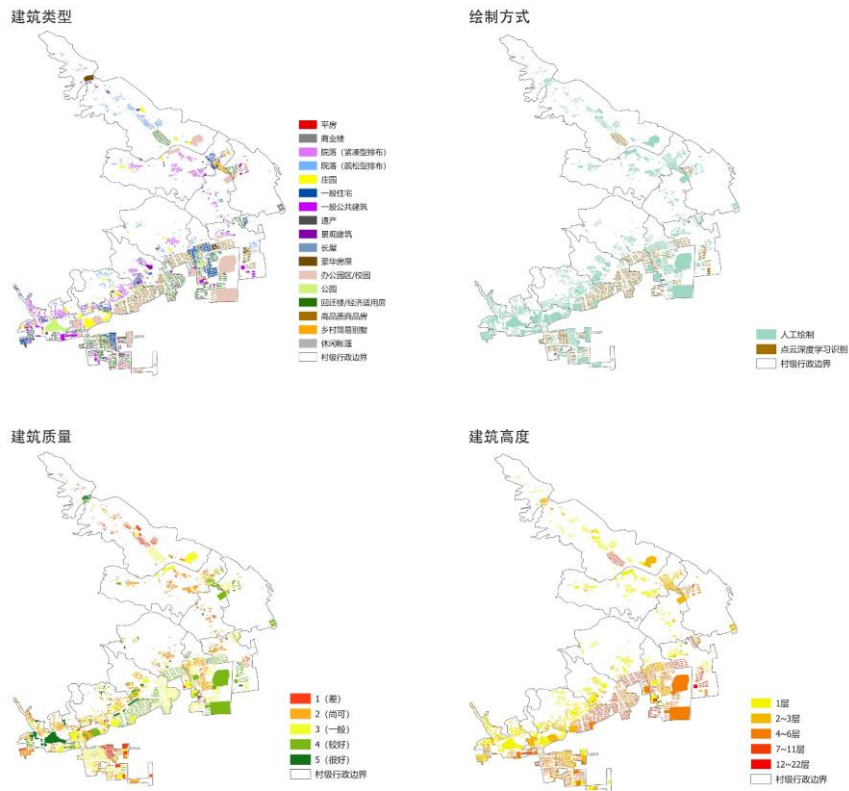 建筑类型
平房
商业楼
院落（紧凑型排布）
院落（疏松型排布）
庄园
一般住宅
一般公共建筑
遗产
景观建筑
长屋
豪华房屋
办公园区/校园
公园
回迁楼/经济适用房
高品质商品房
乡村简易别墅
休闲帐篷
村级行政边界
绘制方式
人工绘制
点云深度学习识别
村级行政边界
建筑质量
1（差）
2（尚可）
3（一般）
4（较好）
5（很好）
村级行政边界
建筑高度
1层
2~3层
4~6层
7~11层
12~22层
村级行政边界